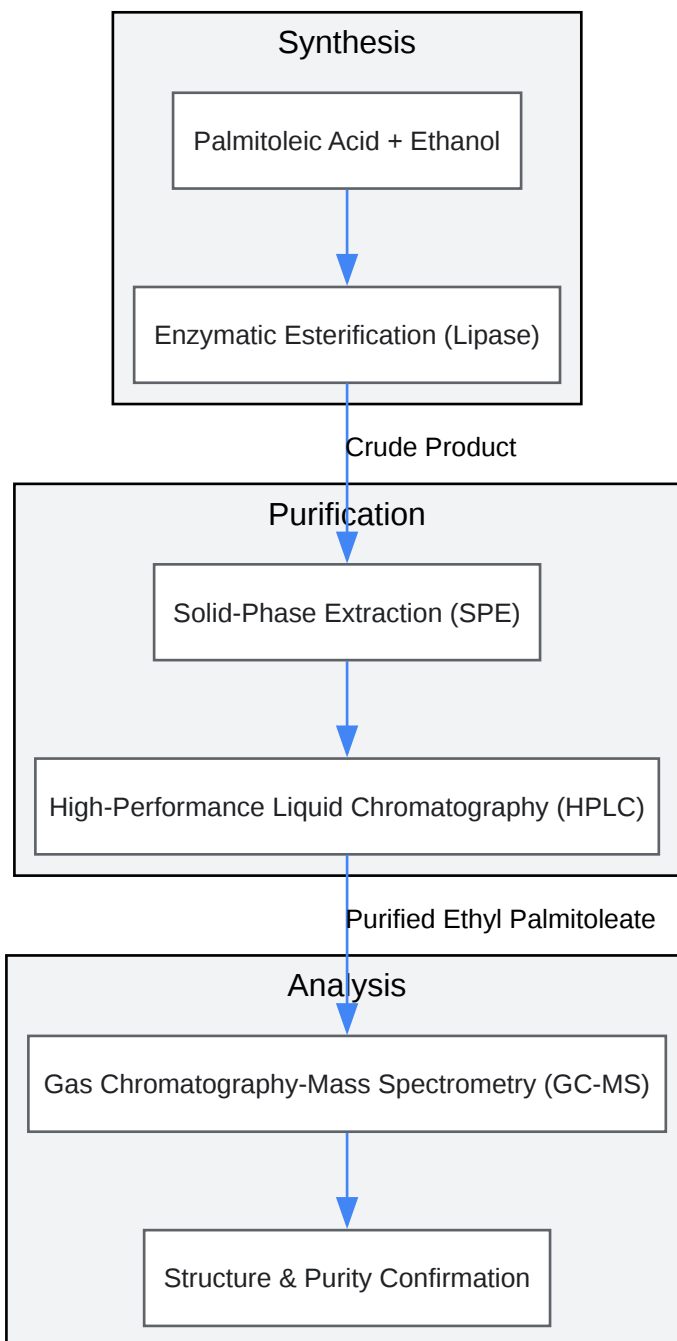 Synthesis
Palmitoleic Acid + Ethanol
Enzymatic Esterification (Lipase)
Crude Product
Purification
Solid-Phase Extraction (SPE)
High-Performance Liquid Chromatography (HPLC)
Purified Ethyl Palmitoleate
Analysis
Gas Chromatography-Mass Spectrometry (GC-MS)
Structure & Purity Confirmation